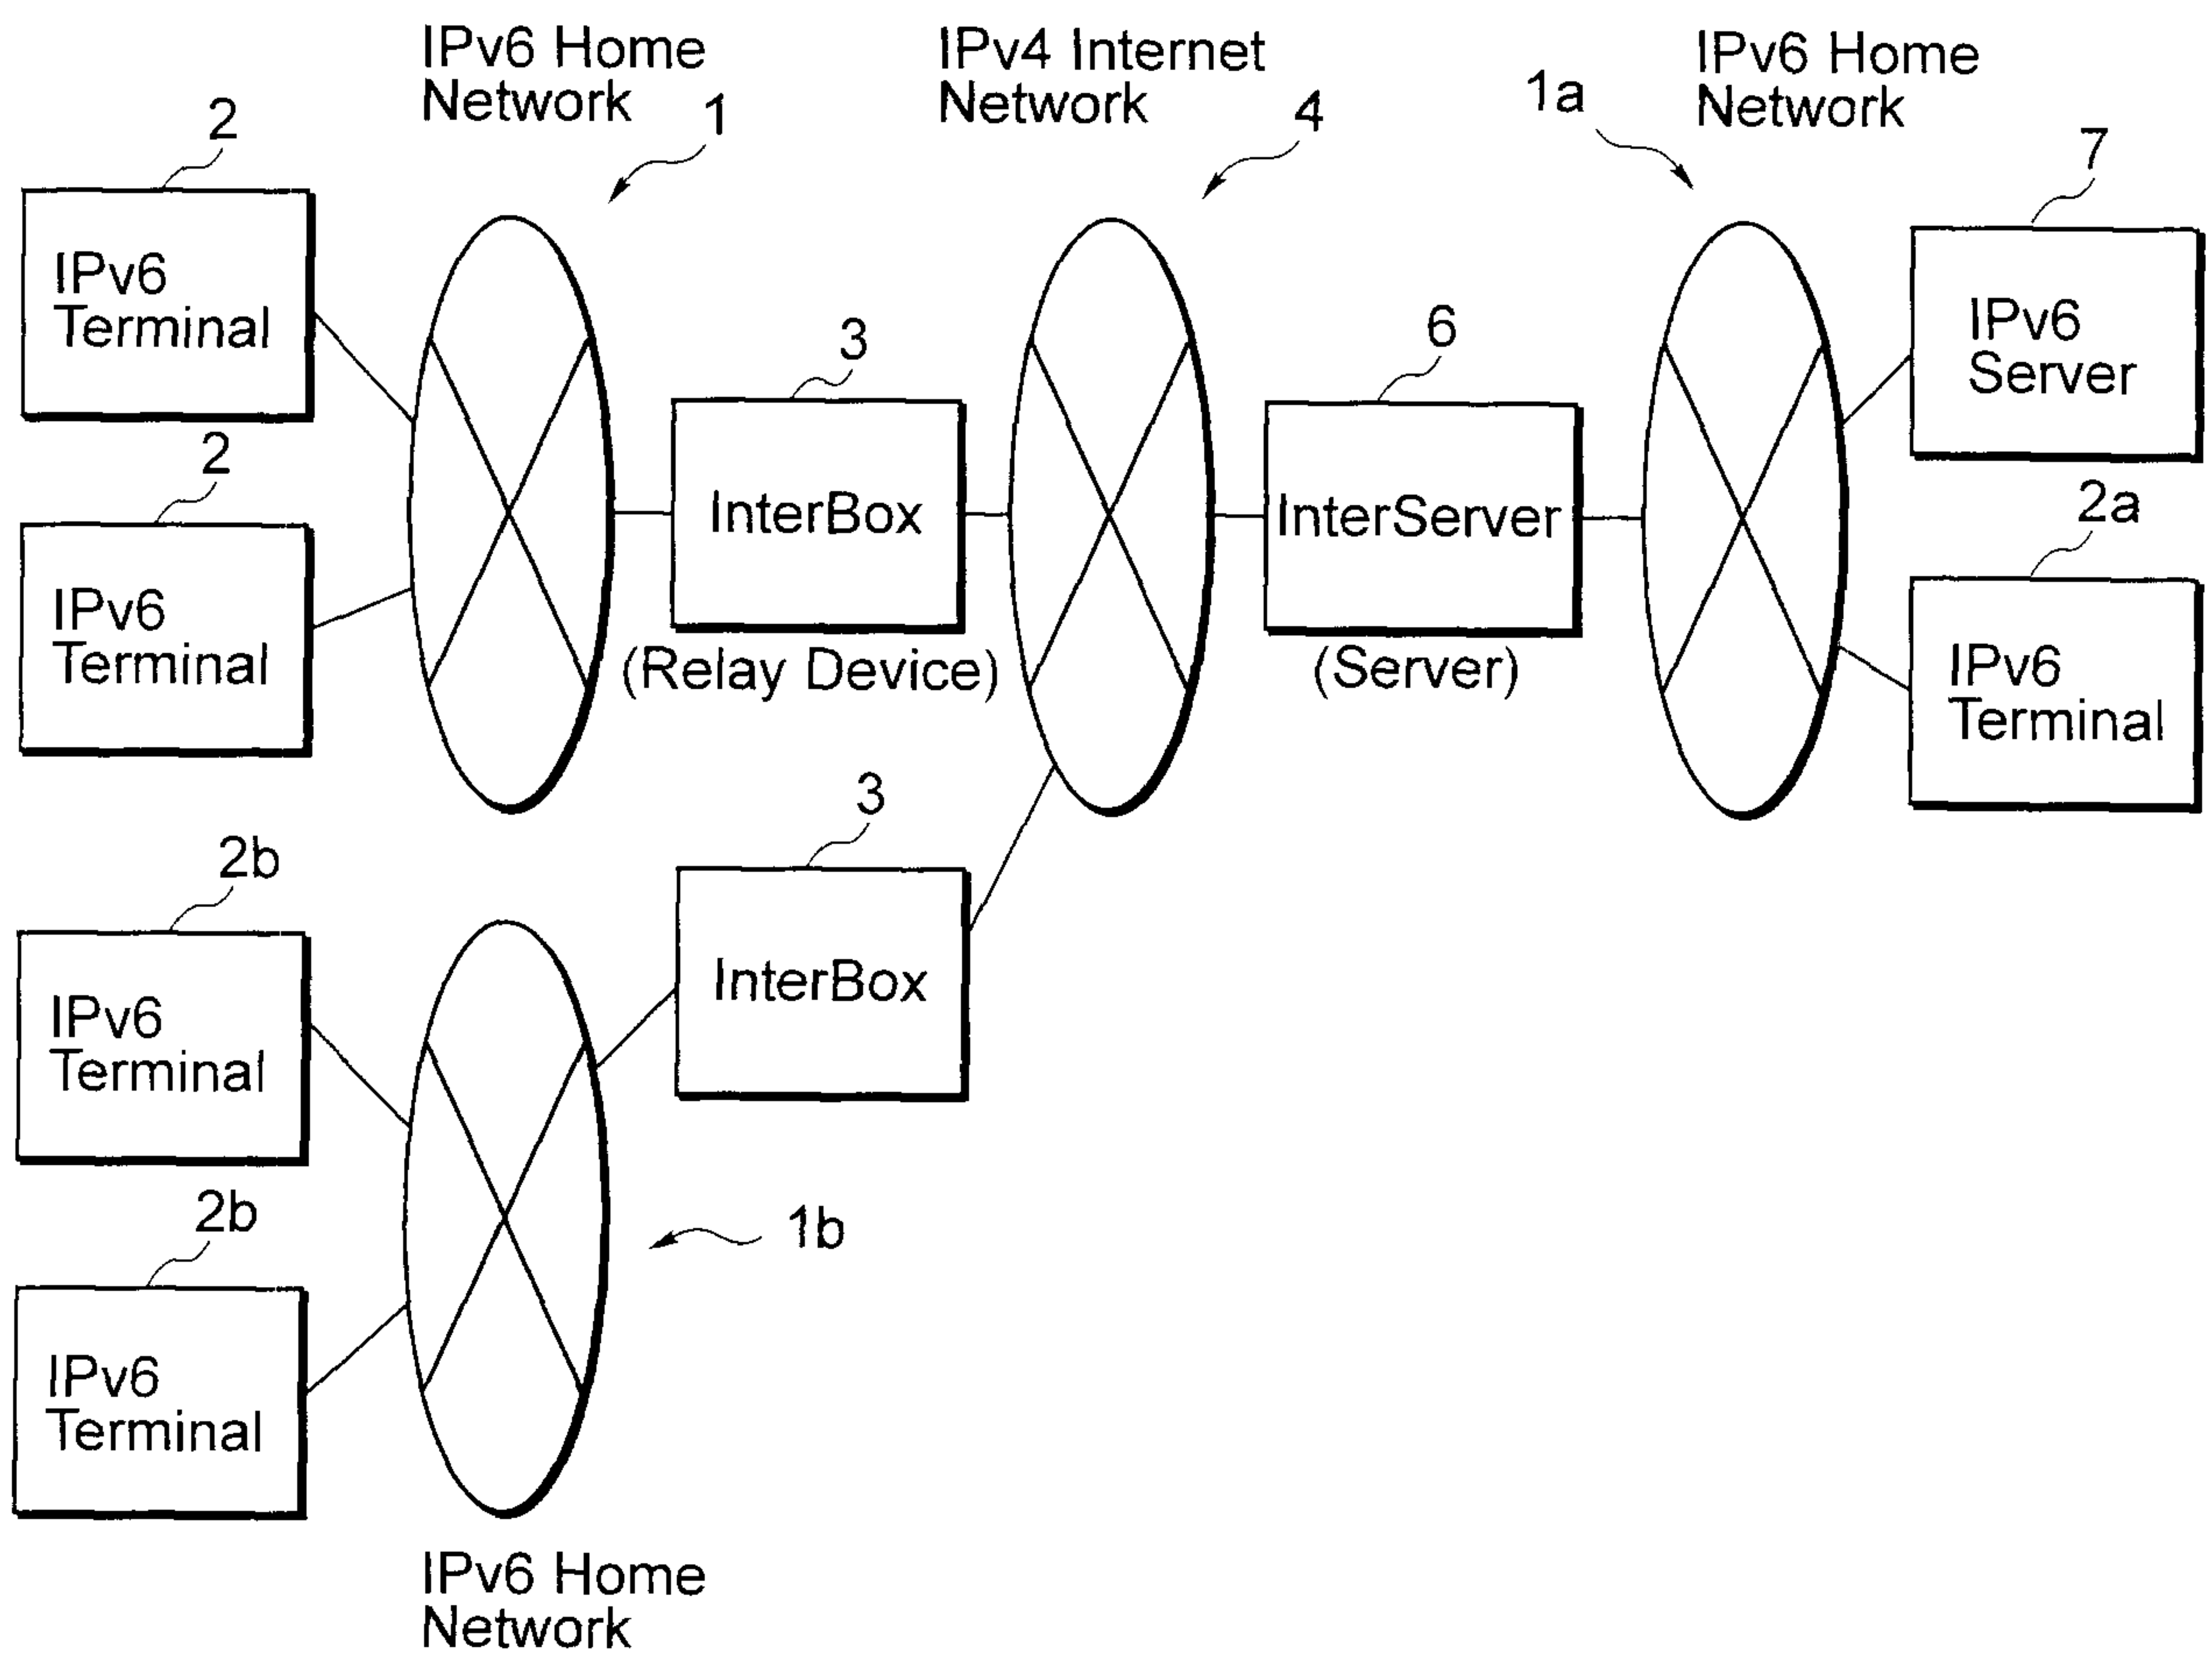 IPv6 Home
Network
1
IPv4 Internet
Network
4
1a
IPv6 Home
Network
2
IPv6
Terminal
7
IPv6
Server
2
IPv6
Terminal
3
InterBox
(Relay Device)
6
InterServer
(Server)
2a
IPv6
Terminal
3
InterBox
2b
IPv6
Terminal
2b
IPv6
Terminal
1b
IPv6 Home
Network